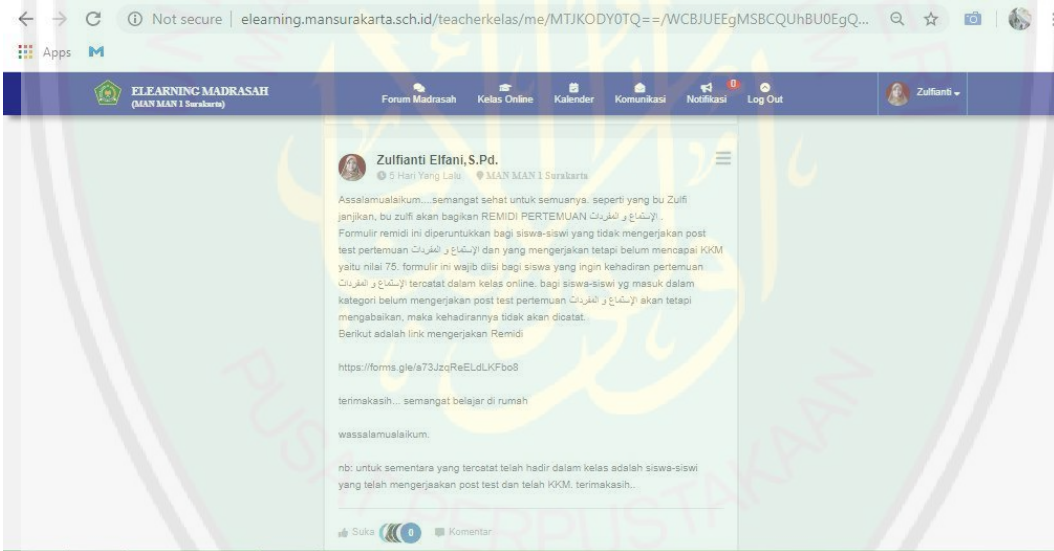 Not secure | elearning.mansurakarta.sch.id/teacherkelas/me/MTJKODY0TQ==/WCBJUEEgMSBCQUhBU0EgQ...
Apps M
ELEARNING MADRASAH
(MAN MAN 1 Surakarta)
Forum Madrasah Kelas Online Kalender Komunikasi Notifikasi 0 Log Out Zulfianti
Zulfianti Elfani, S.Pd.
5 Hari Yang Lalu MAN MAN 1 Surakarta
Assalamualaikum....semangat sehat untuk semuanya. seperti yang bu Zulfi
janjikan, bu zulfi akan bagikan REMIDI PERTEMUAN الإستماع و المفردات .
Formulir remidi ini diperuntukkan bagi siswa-siswi yang tidak mengerjakan post
test pertemuan الإستماع و المفردات dan yang mengerjakan tetapi belum mencapai KKM
yaitu nilai 75. formulir ini wajib diisi bagi siswa yang ingin kehadiran pertemuan
الإستماع و المفردات tercatat dalam kelas online. bagi siswa-siswi yg masuk dalam
kategori belum mengerjakan post test pertemuan الإستماع و المفردات akan tetapi
mengabaikan, maka kehadirannya tidak akan dicatat.
Berikut adalah link mengerjakan Remidi
https://forms.gle/a73JzqReELdLKFbo8
terimakasih... semangat belajar di rumah
wassalamualaikum.
nb: untuk sementara yang tercatat telah hadir dalam kelas adalah siswa-siswi
yang telah mengerjaakan post test dan telah KKM. terimakasih..
Suka 0 Komentar
PUSAT PERPUSTAKAAN